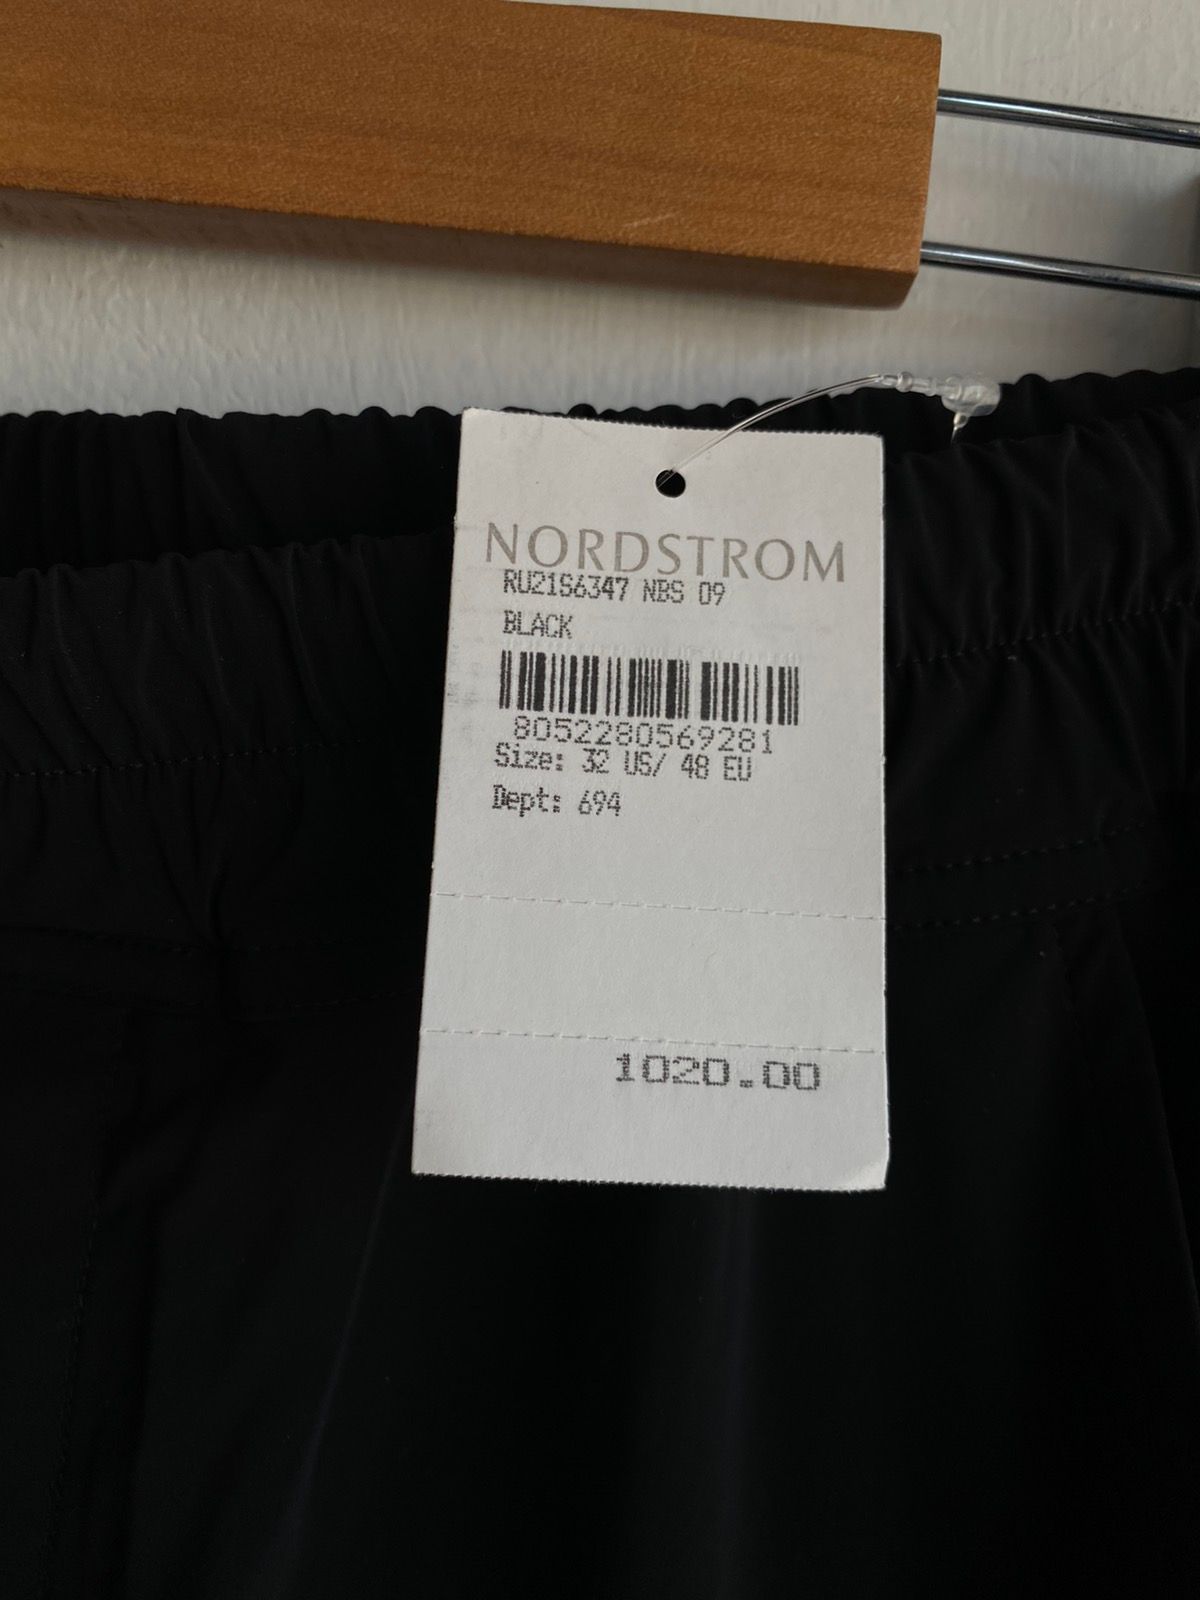 NORDSTROM
RU21S6347 NBS 09
BLACK
8052280569281
Size: 32 US/ 48 EU
Dept: 694
1020.00